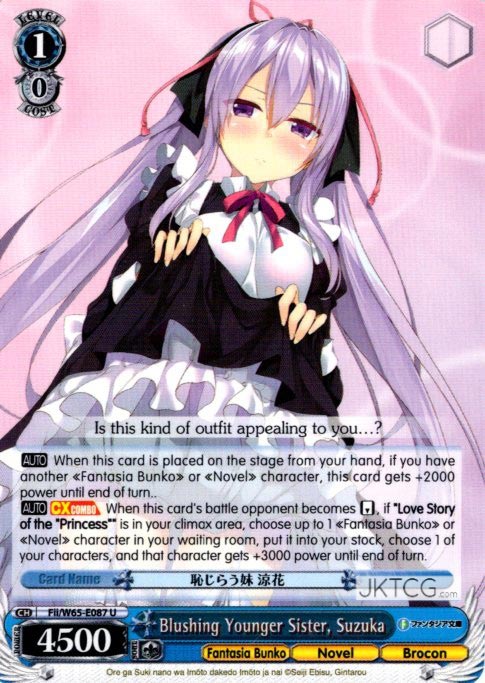 LEVEL
1
0
COST
Is this kind of outfit appealing to you...?
AUTO When this card is placed on the stage from your hand, if you have
another «Fantasia Bunko» or «Novel» character, this card gets +2000
power until end of turn..
AUTO CXCOMBO When this card's battle opponent becomes, if "Love Story
of the "Princess"" is in your climax area, choose up to 1 «Fantasia Bunko» or
«Novel» character in your waiting room, put it into your stock, choose 1 of
your characters, and that character gets +3000 power until end of turn.
Card Name 恥じらう妹 涼花
JKTCG.com
CH Fii/W65-E087 U
POWER 4500 SOUL Blushing Younger Sister, Suzuka ファンタジア文庫
Fantasia Bunko Novel Brocon
Ore ga Suki nano wa Imōto dakedo Imōto ja nai ©Seiji Ebisu, Gintarou